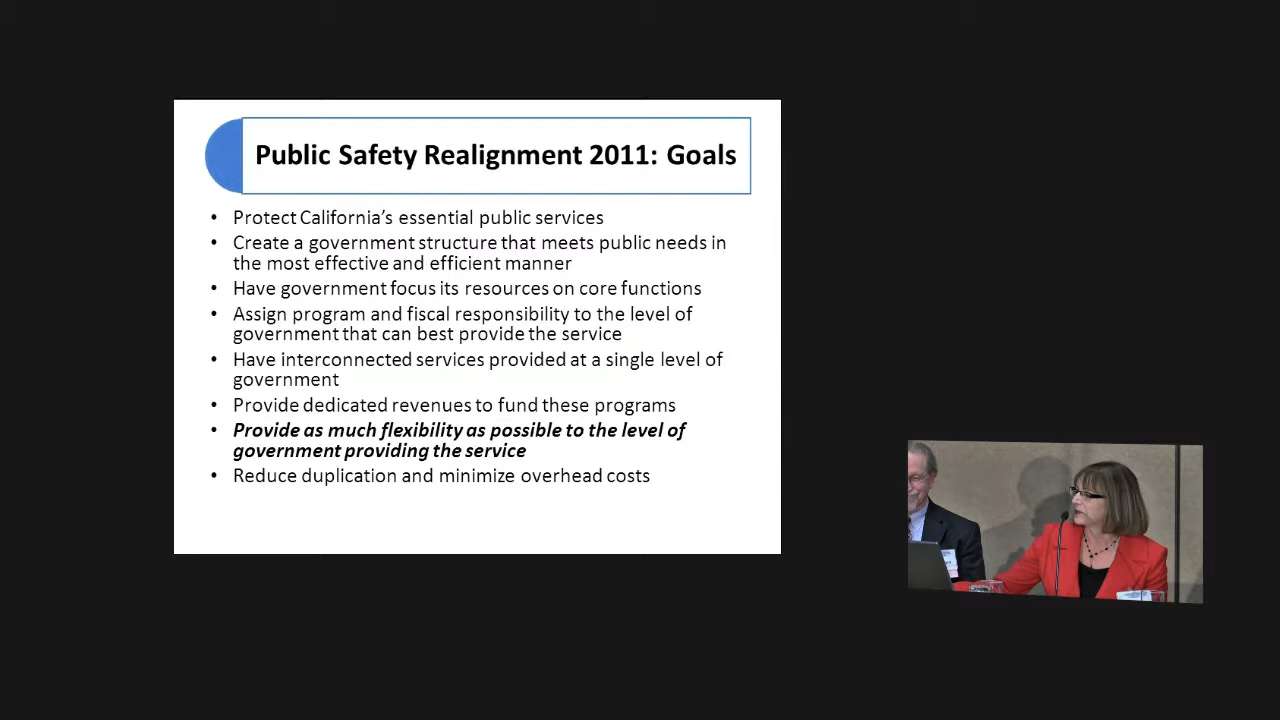 Public Safety Realignment 2011: Goals
• Protect California's essential public services
• Create a government structure that meets public needs in
the most effective and efficient manner
• Have government focus its resources on core functions
• Assign program and fiscal responsibility to the level of
government that can best provide the service
• Have interconnected services provided at a single level of
government
• Provide dedicated revenues to fund these programs
• Provide as much flexibility as possible to the level of
government providing the service
• Reduce duplication and minimize overhead costs